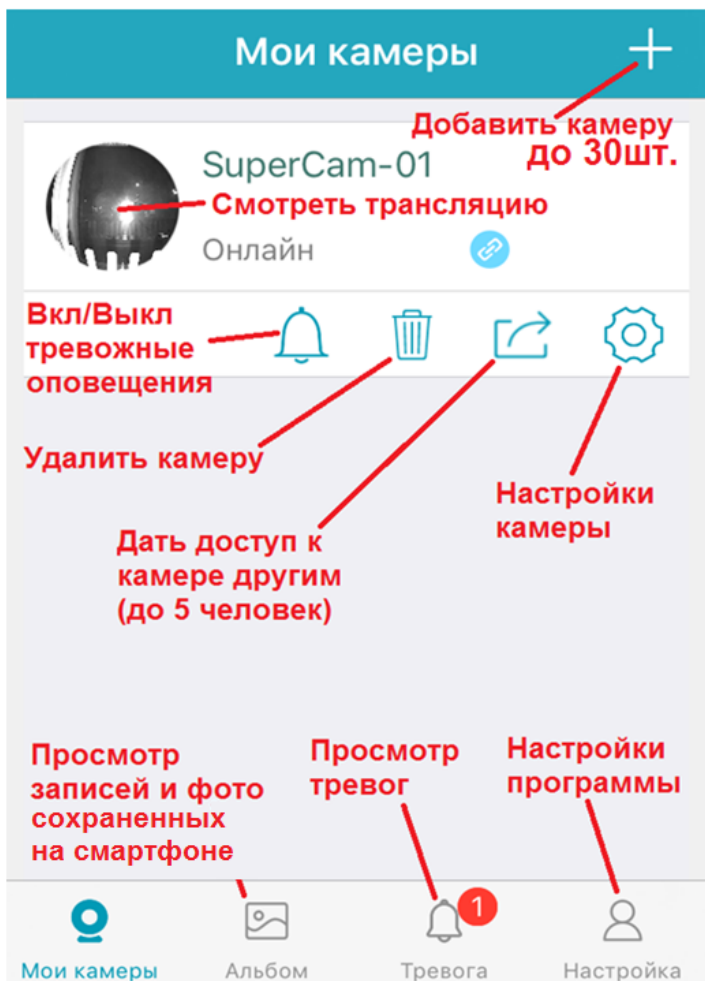 Мои камеры
Добавить камеру
до 30шт.
SuperCam-01
Смотреть трансляцию
Онлайн
Вкл/Выкл
тревожные
оповещения
Удалить камеру
Настройки
камеры
Дать доступ к
камере другим
(до 5 человек)
Просмотр
записей и фото
сохраненных
на смартфоне
Просмотр
тревог
Настройки
программы
1
Мои камеры
Альбом
Тревога
Настройка